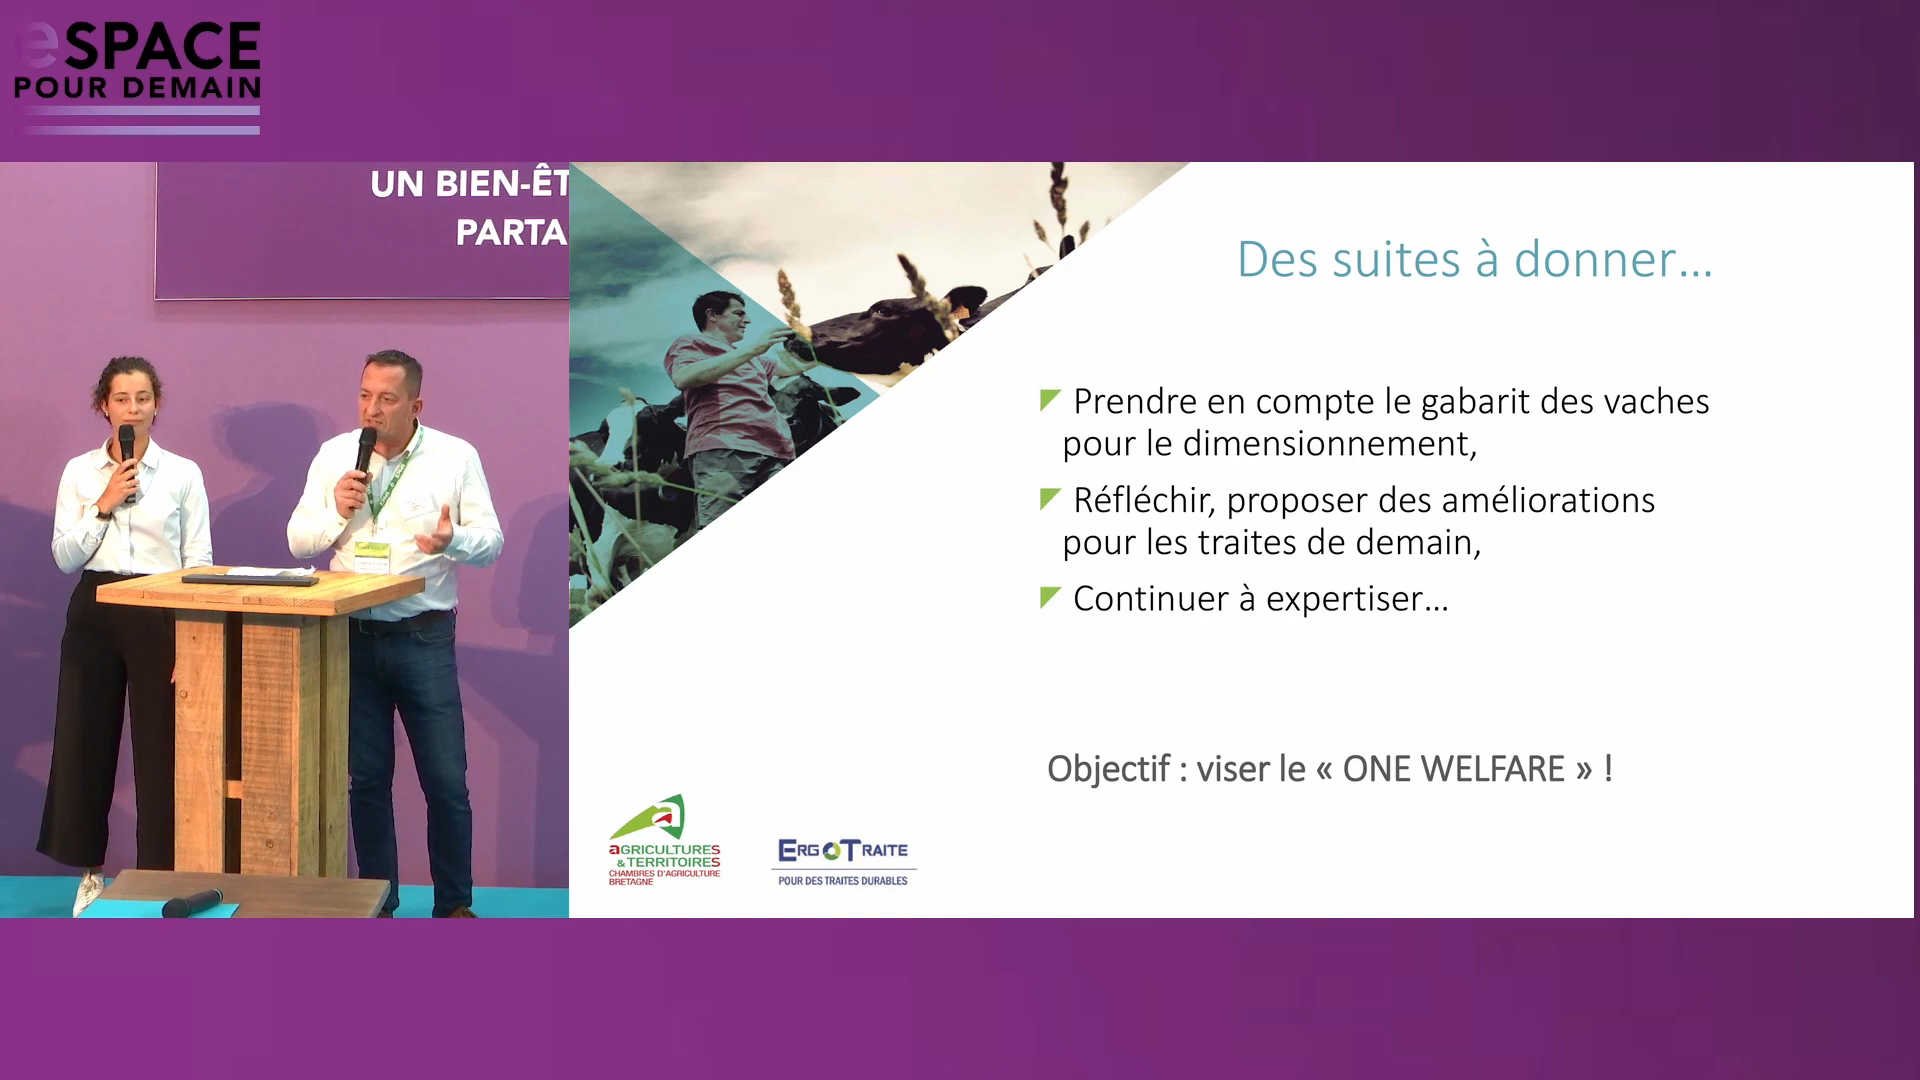 eSPACE
POUR DEMAIN
UN BIEN-ÊT
PARTA
Des suites à donner...
Prendre en compte le gabarit des vaches
pour le dimensionnement,
Réfléchir, proposer des améliorations
pour les traites de demain,
Continuer à expertiser...
Objectif : viser le « ONE WELFARE » !
aGRICULTURES
& TERRITOIRES
CHAMBRES D'AGRICULTURE
BRETAGNE
ERGOTRAITE
POUR DES TRAITES DURABLES